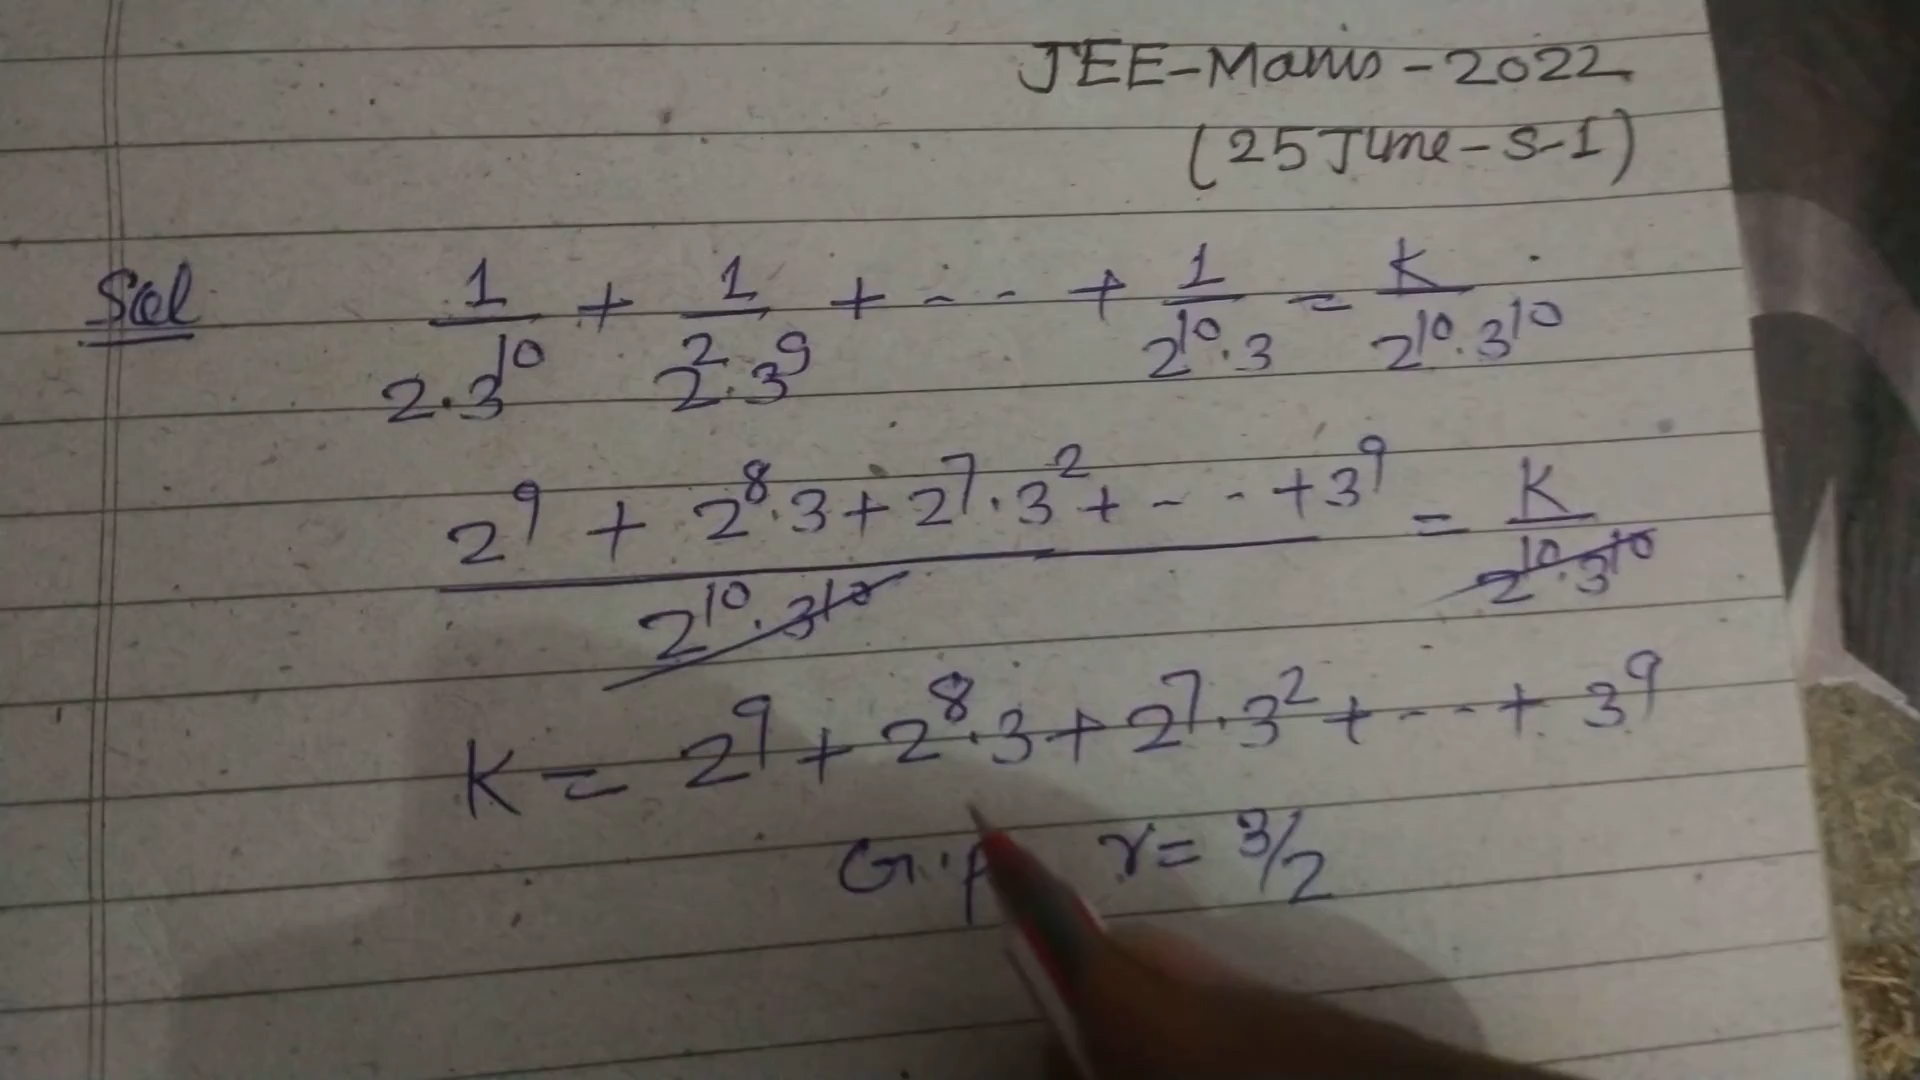 JEE-Mains-2022
(25 June-S-I)
Sol 1/2·3^10 + 1/2^2·3^9 + - - + 1/2^10·3 = K/2^10·3^10
2^9 + 2^8·3 + 2^7·3^2 + - - + 3^9 / 2^10·3^10 = K/2^10·3^10
K = 2^9 + 2^8·3 + 2^7·3^2 + - - + 3^9
G.P r = 3/2